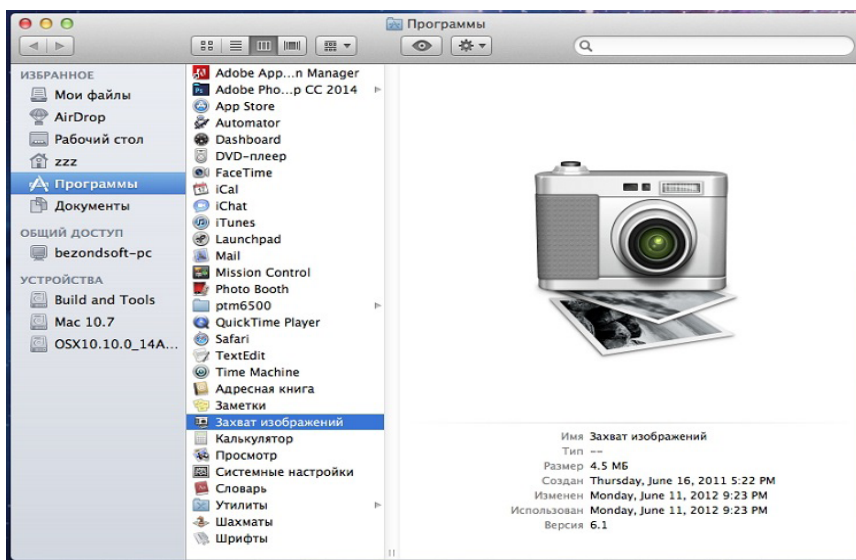 Программы
ИЗБРАННОЕ
Мои файлы
AirDrop
Рабочий стол
zzz
Программы
Документы
ОБЩИЙ ДОСТУП
bezondsoft-pc
УСТРОЙСТВА
Build and Tools
Mac 10.7
OSX10.10.0_14A...
Adobe App...n Manager
Adobe Pho...p CC 2014
App Store
Automator
Dashboard
DVD-плеер
FaceTime
iCal
iChat
iTunes
Launchpad
Mail
Mission Control
Photo Booth
ptm6500
QuickTime Player
Safari
TextEdit
Time Machine
Адресная книга
Заметки
Захват изображений
Калькулятор
Просмотр
Системные настройки
Словарь
Утилиты
Шахматы
Шрифты
Имя Захват изображений
Тип --
Размер 4.5 МБ
Создан Thursday, June 16, 2011 5:22 PM
Изменен Monday, June 11, 2012 9:23 PM
Использован Monday, June 11, 2012 9:23 PM
Версия 6.1